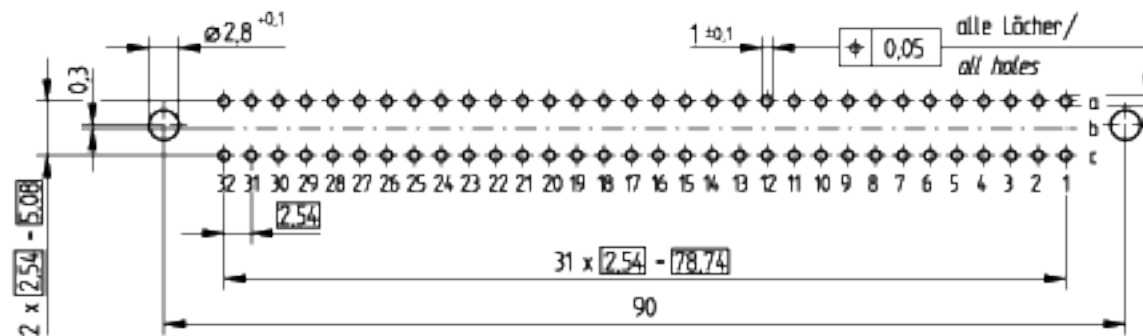 ⌀2,8 +0,1
1 ±0,1
⌖ 0,05
alle Löcher/
all holes
0,3
a
b
c
32 31 30 29 28 27 26 25 24 23 22 21 20 19 18 17 16 15 14 13 12 11 10 9 8 7 6 5 4 3 2 1
2,54
2 x 2,54 - 5,08
31 x 2,54 - 78,74
90